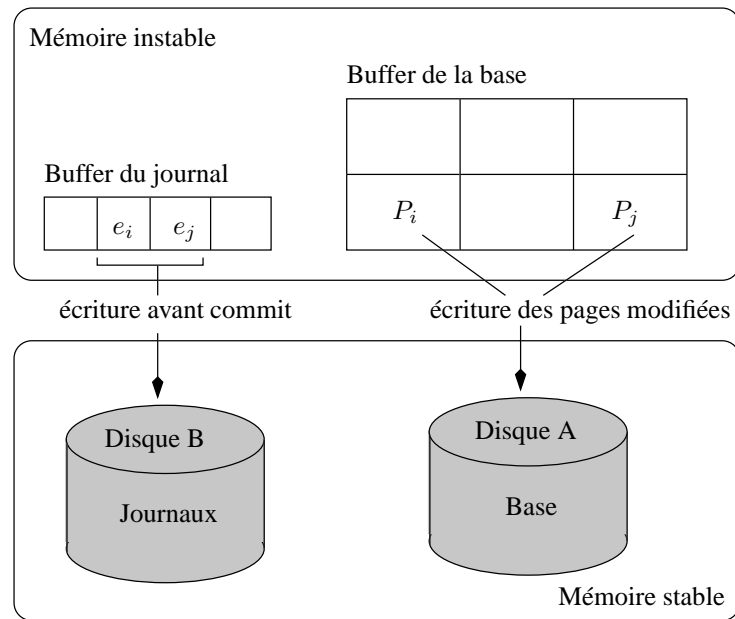 Mémoire instable
Buffer de la base
Buffer du journal
e_i e_j
P_i P_j
écriture avant commit
écriture des pages modifiées
Disque B
Journaux
Disque A
Base
Mémoire stable